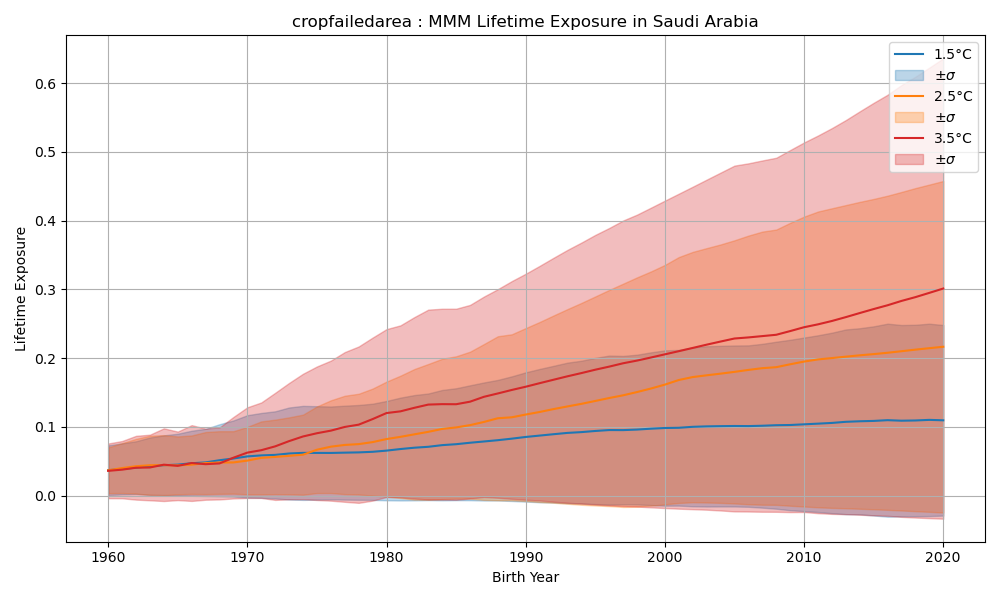 cropfailedarea : MMM Lifetime Exposure in Saudi Arabia
1.5°C
±σ
2.5°C
±σ
3.5°C
±σ
Lifetime Exposure
0.6
0.5
0.4
0.3
0.2
0.1
0.0
1960 1970 1980 1990 2000 2010 2020
Birth Year